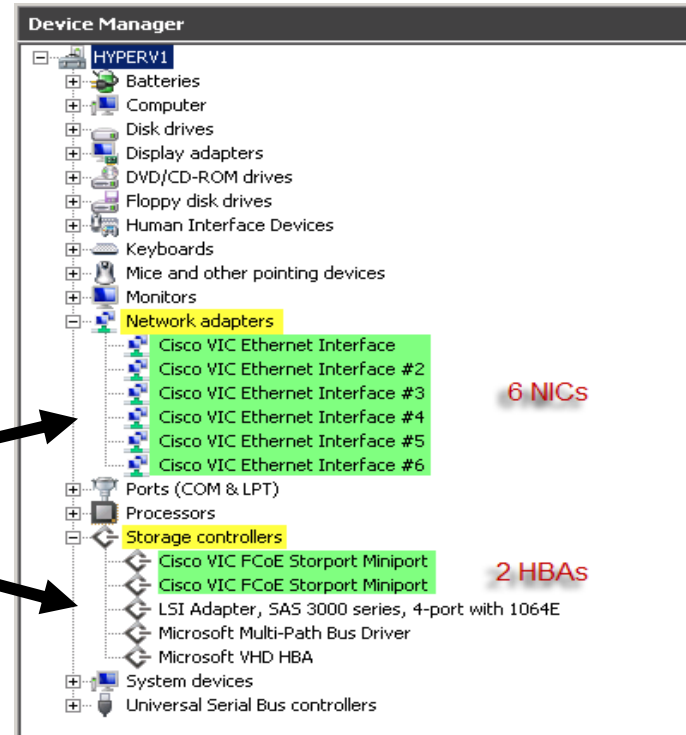 Device Manager
HYPERV1
Batteries
Computer
Disk drives
Display adapters
DVD/CD-ROM drives
Floppy disk drives
Human Interface Devices
Keyboards
Mice and other pointing devices
Monitors
Network adapters
Cisco VIC Ethernet Interface
Cisco VIC Ethernet Interface #2
Cisco VIC Ethernet Interface #3
6 NICs
Cisco VIC Ethernet Interface #4
Cisco VIC Ethernet Interface #5
Cisco VIC Ethernet Interface #6
Ports (COM & LPT)
Processors
Storage controllers
Cisco VIC FCoE Storport Miniport
2 HBAs
Cisco VIC FCoE Storport Miniport
LSI Adapter, SAS 3000 series, 4-port with 1064E
Microsoft Multi-Path Bus Driver
Microsoft VHD HBA
System devices
Universal Serial Bus controllers